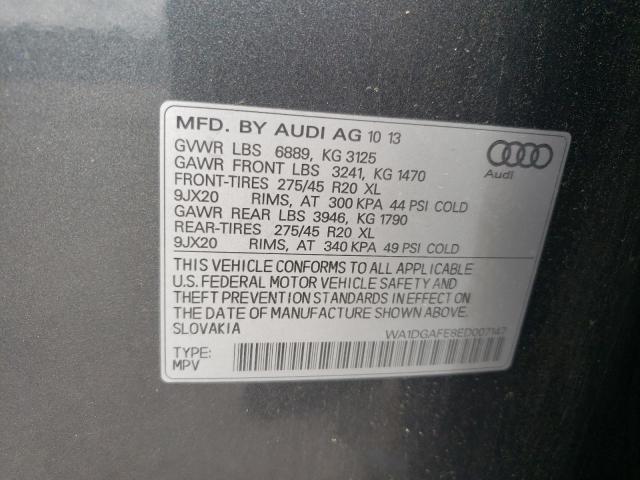 MFD. BY AUDI AG 10 13
GVWR LBS 6889, KG 3125
GAWR FRONT LBS 3241, KG 1470
FRONT-TIRES 275/45 R20 XL
9JX20 RIMS, AT 300 KPA 44 PSI COLD
GAWR REAR LBS 3946, KG 1790
REAR-TIRES 275/45 R20 XL
9JX20 RIMS, AT 340 KPA 49 PSI COLD
Audi
THIS VEHICLE CONFORMS TO ALL APPLICABLE
U.S. FEDERAL MOTOR VEHICLE SAFETY AND
THEFT PREVENTION STANDARDS IN EFFECT ON
THE DATE OF MANUFACTURE SHOWN ABOVE.
SLOVAKIA
WA1DGAFE8ED007147
TYPE:
MPV